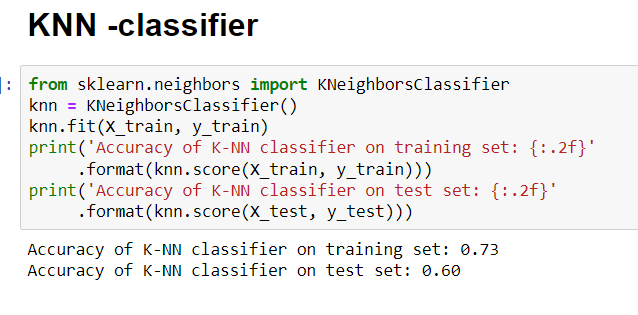 KNN -classifier
]:
from sklearn.neighbors import KNeighborsClassifier
knn = KNeighborsClassifier()
knn.fit(X_train, y_train)
print('Accuracy of K-NN classifier on training set: {:.2f}'
     .format(knn.score(X_train, y_train)))
print('Accuracy of K-NN classifier on test set: {:.2f}'
     .format(knn.score(X_test, y_test)))
Accuracy of K-NN classifier on training set: 0.73
Accuracy of K-NN classifier on test set: 0.60